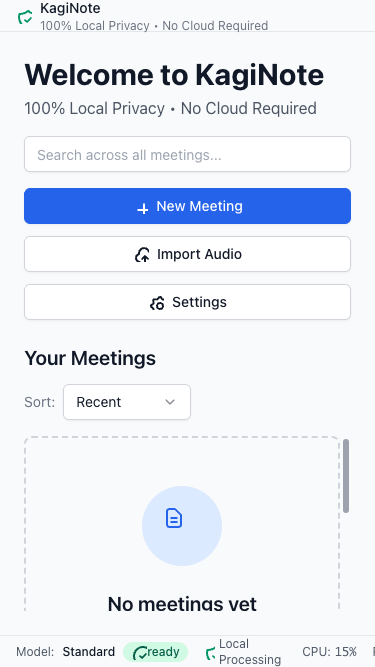 KagiNote
100% Local Privacy • No Cloud Required
Welcome to KagiNote
100% Local Privacy • No Cloud Required
Search across all meetings...
New Meeting
Import Audio
Settings
Your Meetings
Sort: Recent
No meetings yet
Model: Standard ready Local Processing CPU: 15%